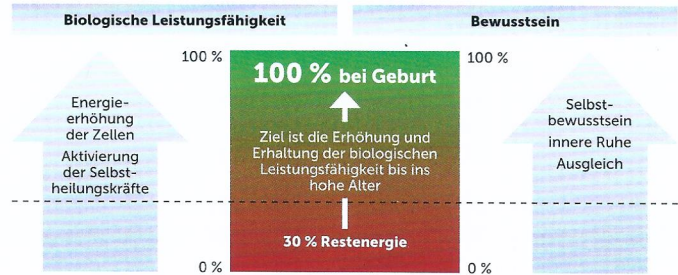 Biologische Leistungsfähigkeit
Bewusstsein
100 %
100 % bei Geburt
100 %
Energie-
erhöhung
der Zellen
Aktivierung
der Selbst-
heilungskräfte
Ziel ist die Erhöhung und
Erhaltung der biologischen
Leistungsfähigkeit bis ins
hohe Alter
Selbst-
bewusstsein
innere Ruhe
Ausgleich
30 % Restenergie
0 %
0 %